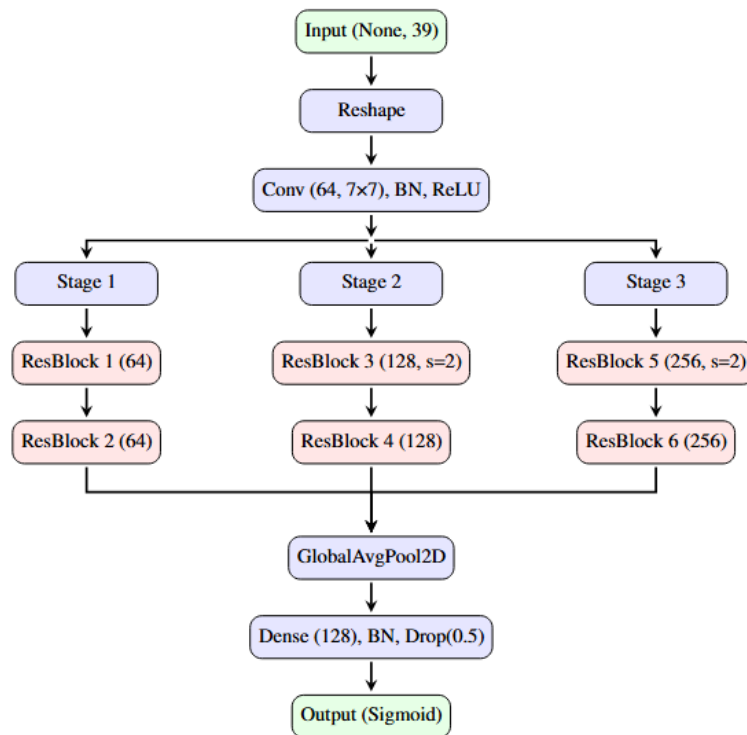 Input (None, 39)
Reshape
Conv (64, 7×7), BN, ReLU
Stage 1
Stage 2
Stage 3
ResBlock 1 (64)
ResBlock 3 (128, s=2)
ResBlock 5 (256, s=2)
ResBlock 2 (64)
ResBlock 4 (128)
ResBlock 6 (256)
GlobalAvgPool2D
Dense (128), BN, Drop(0.5)
Output (Sigmoid)